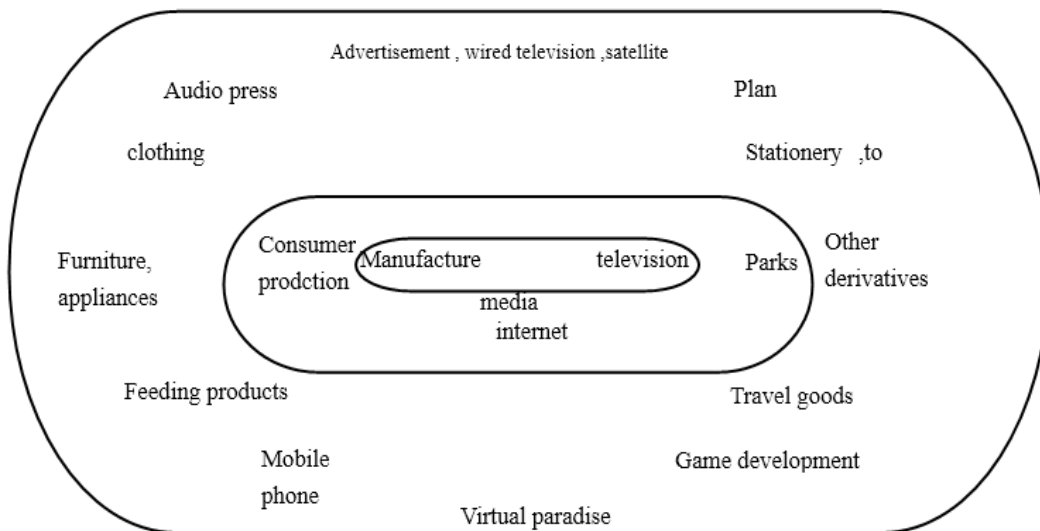 Advertisement , wired television ,satellite
Audio press
Plan
clothing
Stationery ,to
Consumer
prodction
Manufacture television
Parks
Other
derivatives
Furniture,
appliances
media
internet
Feeding products
Travel goods
Mobile
phone
Game development
Virtual paradise